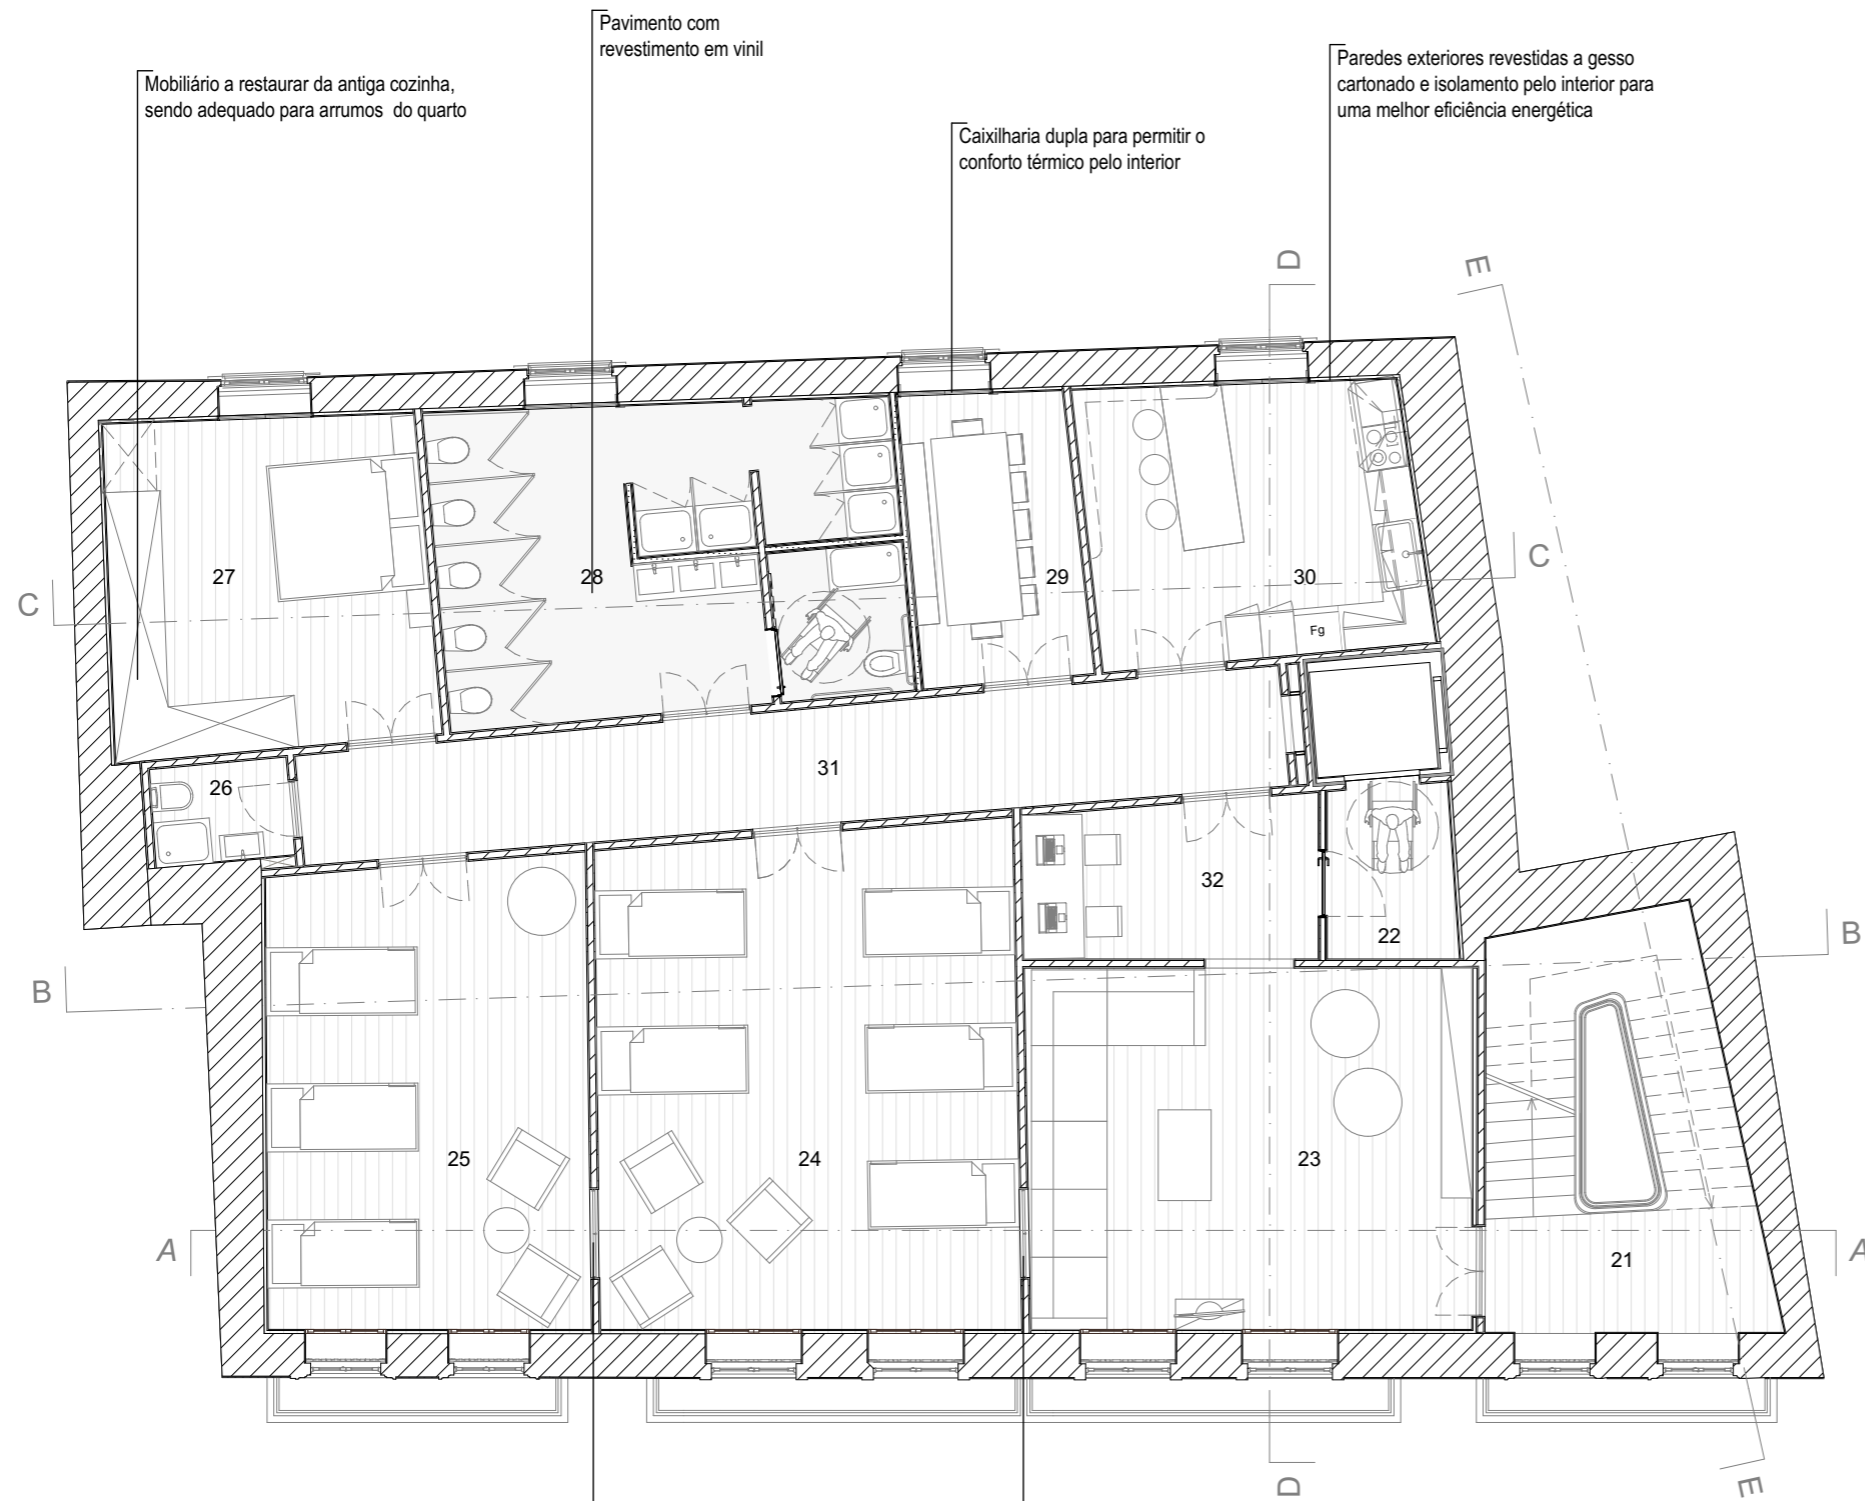 Pavimento com
revestimento em vinil
Mobiliário a restaurar da antiga cozinha,
sendo adequado para arrumos do quarto
Paredes exteriores revestidas a gesso
cartonado e isolamento pelo interior para
uma melhor eficiência energética
Caixilharia dupla para permitir o
conforto térmico pelo interior
D
E
C
27
28
29
30
C
Fg
26
31
32
22
B
B
25
24
23
A
21
A
D
E